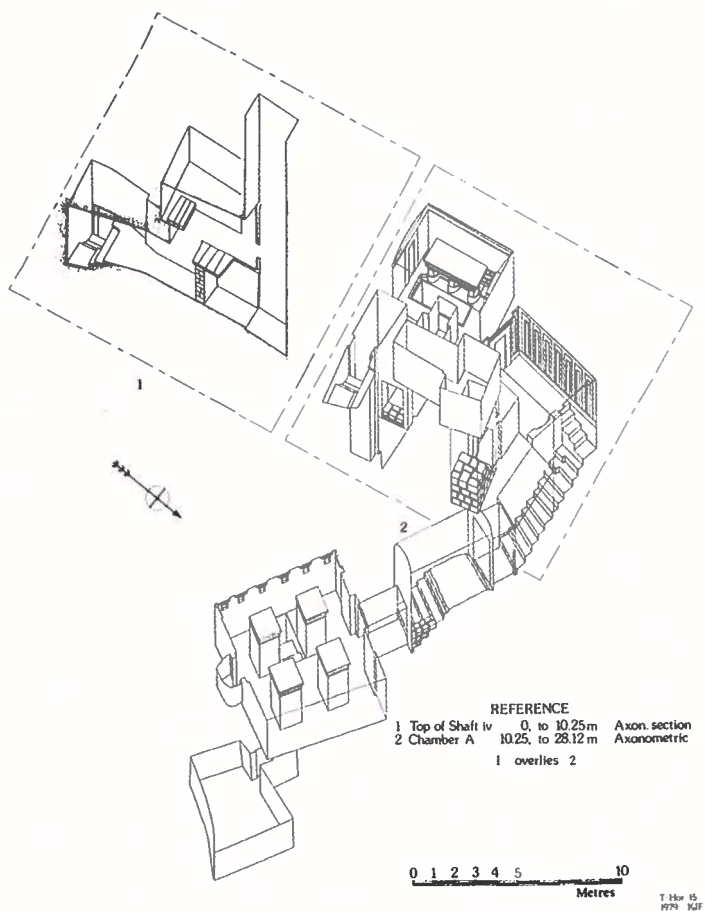 1
2
REFERENCE
1 Top of Shaft iv 0, to 10.25 m Axon. section
2 Chamber A 10.25, to 28.12 m Axonometric
1 overlies 2
0 1 2 3 4 5 10
Metres
T: Hor 15
1979 KJF